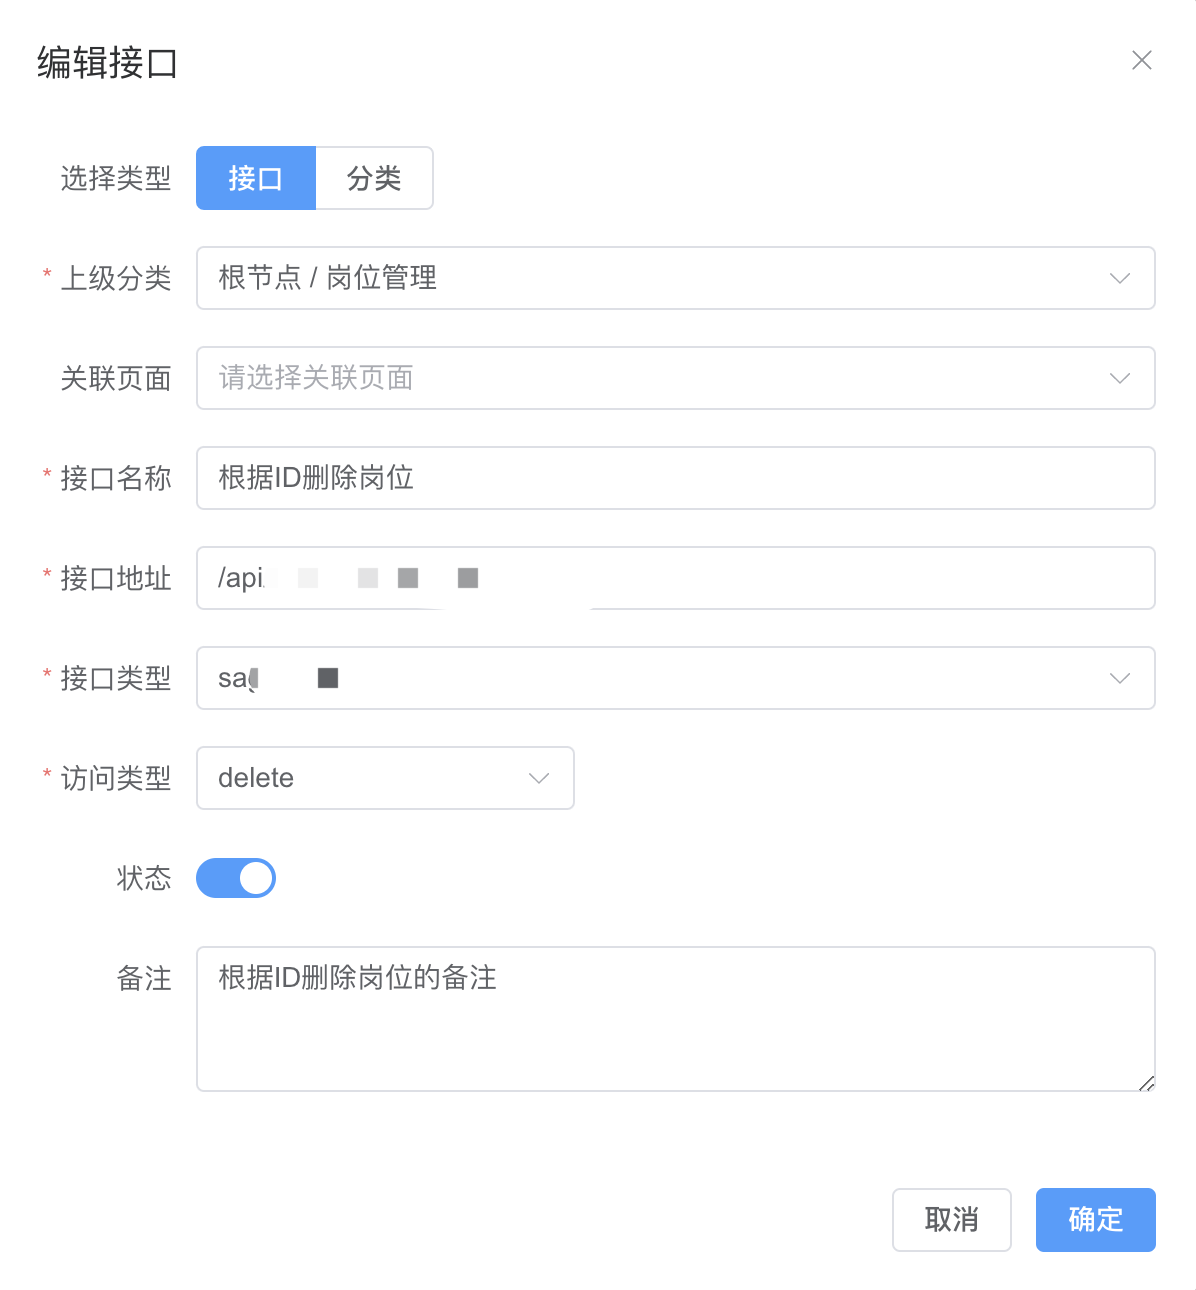 编辑接口
选择类型 接口 分类
* 上级分类 根节点 / 岗位管理
关联页面 请选择关联页面
* 接口名称 根据ID删除岗位
* 接口地址 /api
* 接口类型
* 访问类型 delete
状态
备注 根据ID删除岗位的备注
取消 确定